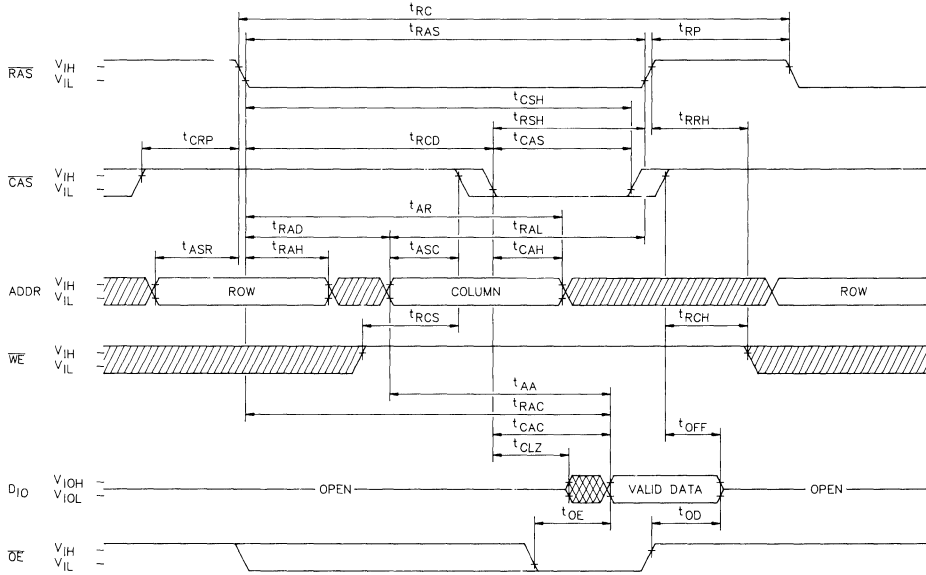 tRC
tRAS tRP
RAS VIH
VIL
tCSH
tRSH tRRH
tCRP tRCD tCAS
CAS VIH
VIL
tAR
tRAD tRAL
tASR tRAH tASC tCAH
ADDR VIH ROW COLUMN ROW
VIL
tRCS tRCH
WE VIH
VIL
tAA
tRAC
tCAC tOFF
tCLZ
DIO VIOH OPEN VALID DATA OPEN
VIOL
tOE tOD
OE VIH
VIL